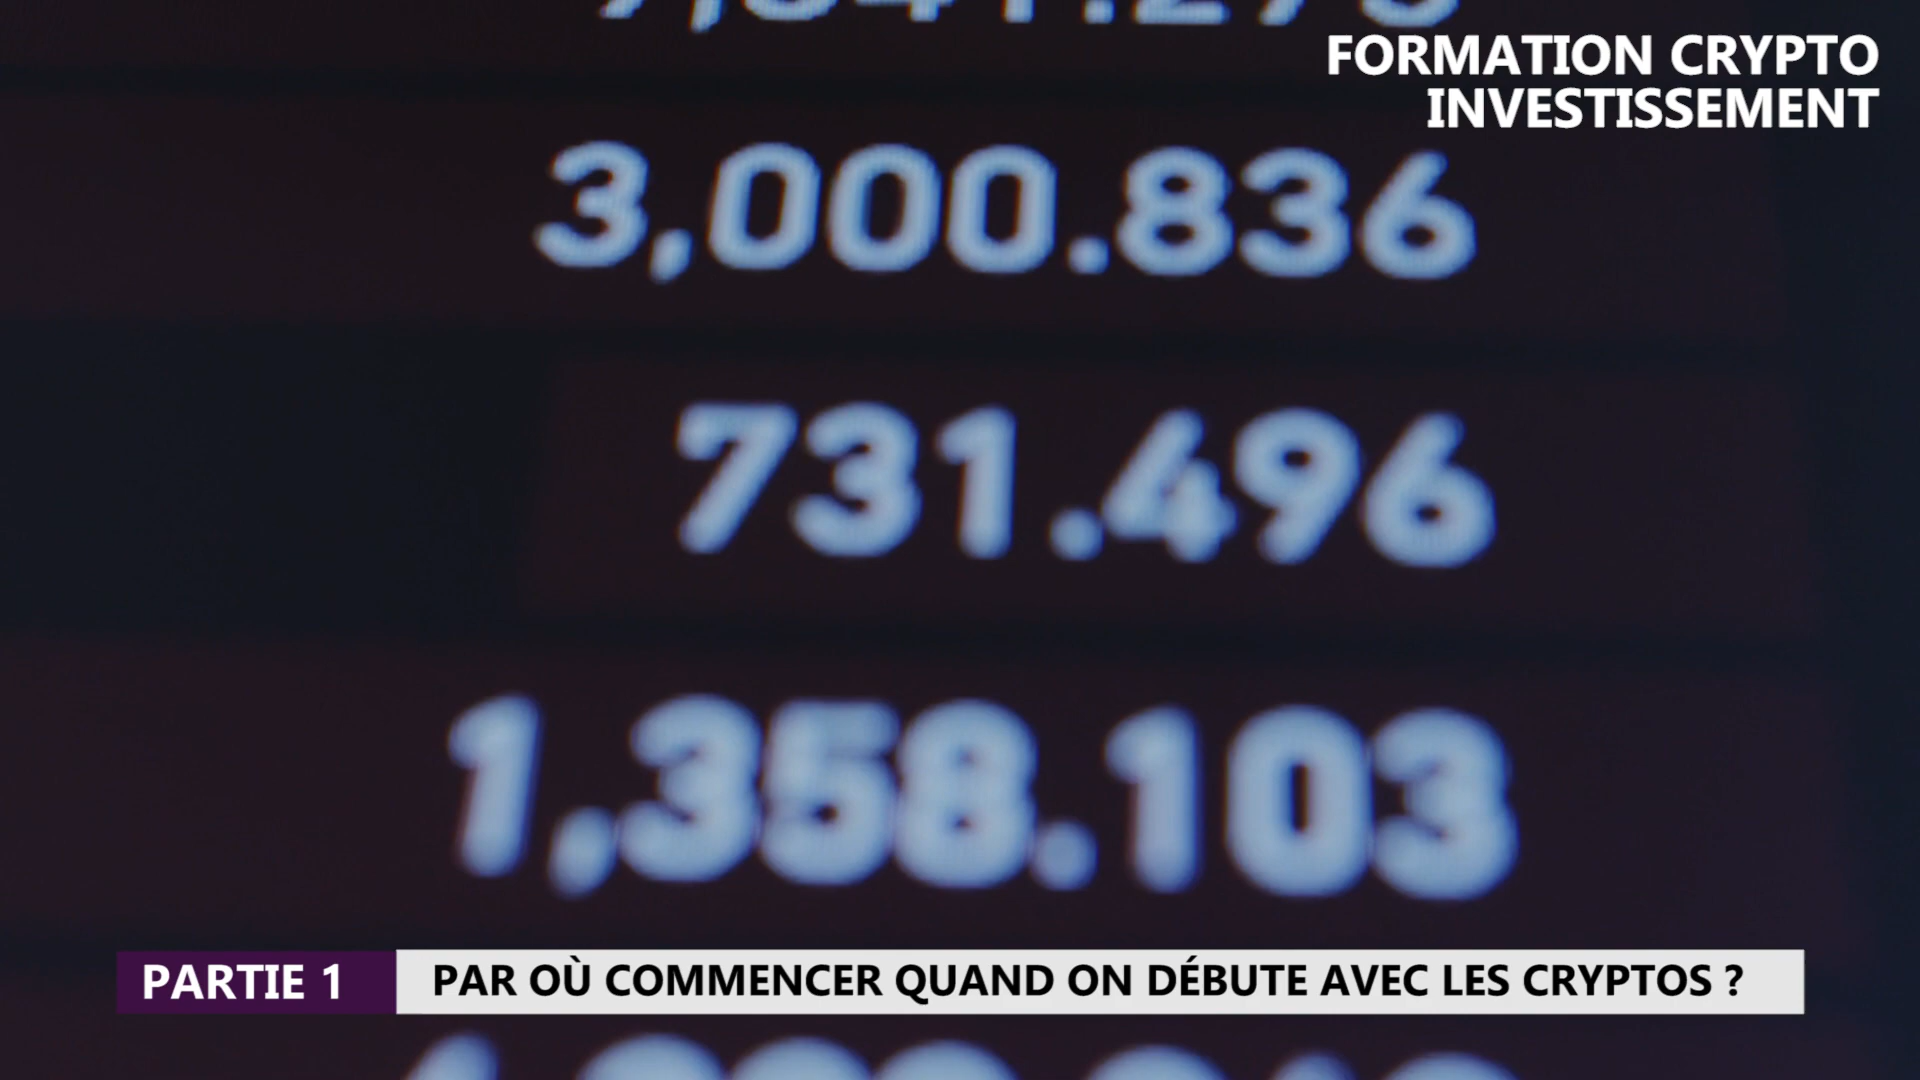 FORMATION CRYPTO
INVESTISSEMENT
3,000.836
731.496
1,358.103
PARTIE 1
PAR OÙ COMMENCER QUAND ON DÉBUTE AVEC LES CRYPTOS ?